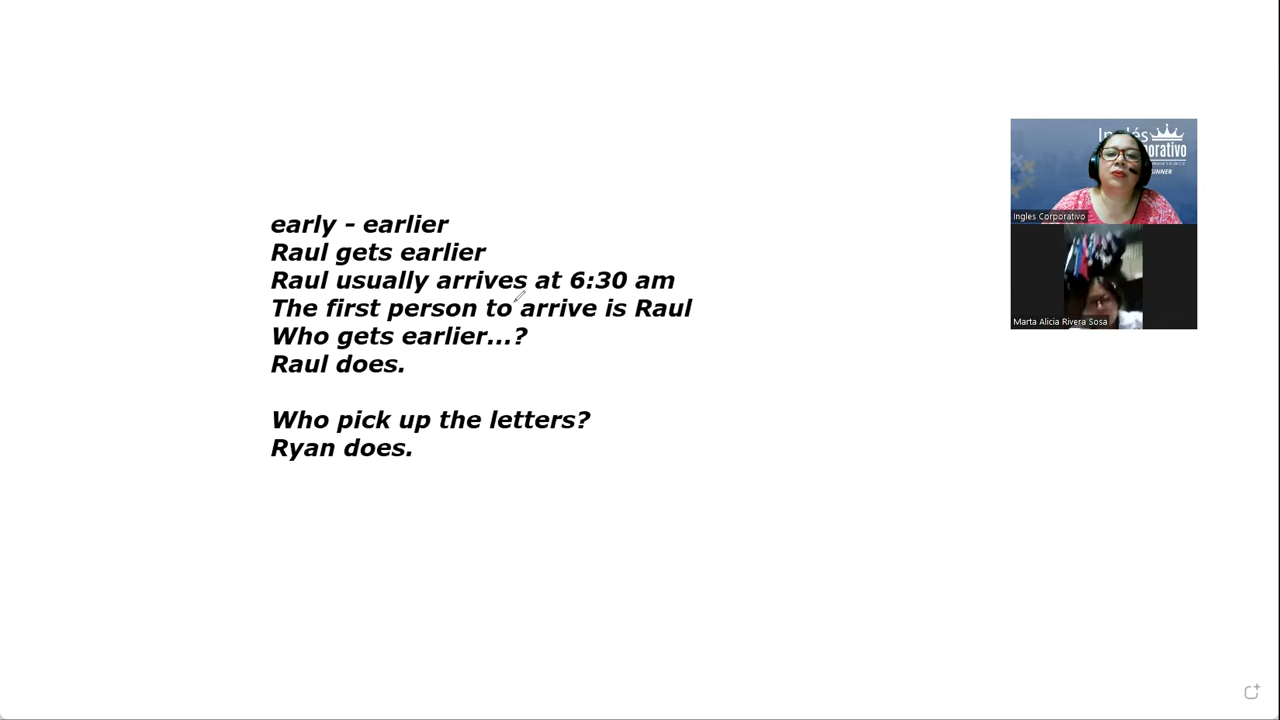 early - earlier
Raul gets earlier
Raul usually arrives at 6:30 am
The first person to arrive is Raul
Who gets earlier...?
Raul does.
Who pick up the letters?
Ryan does.
Ingles Corporativo
Marta Alicia Rivera Sosa